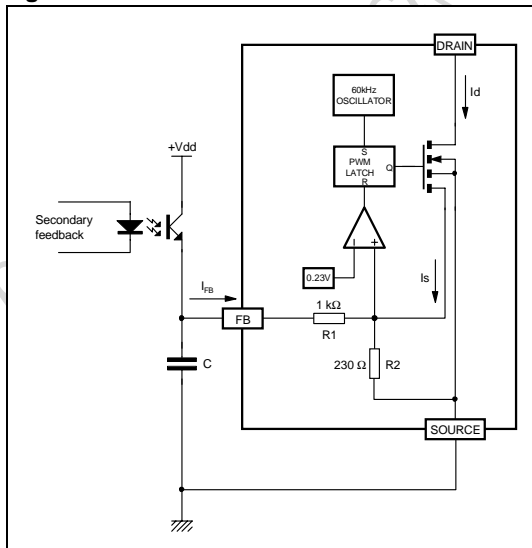 DRAIN
60kHz
OSCILLATOR
Id
+Vdd
S
PWM
LATCH
R
Q
Secondary
feedback
0.23V
Is
I_FB
1 kΩ
FB
R1
230 Ω
R2
C
SOURCE